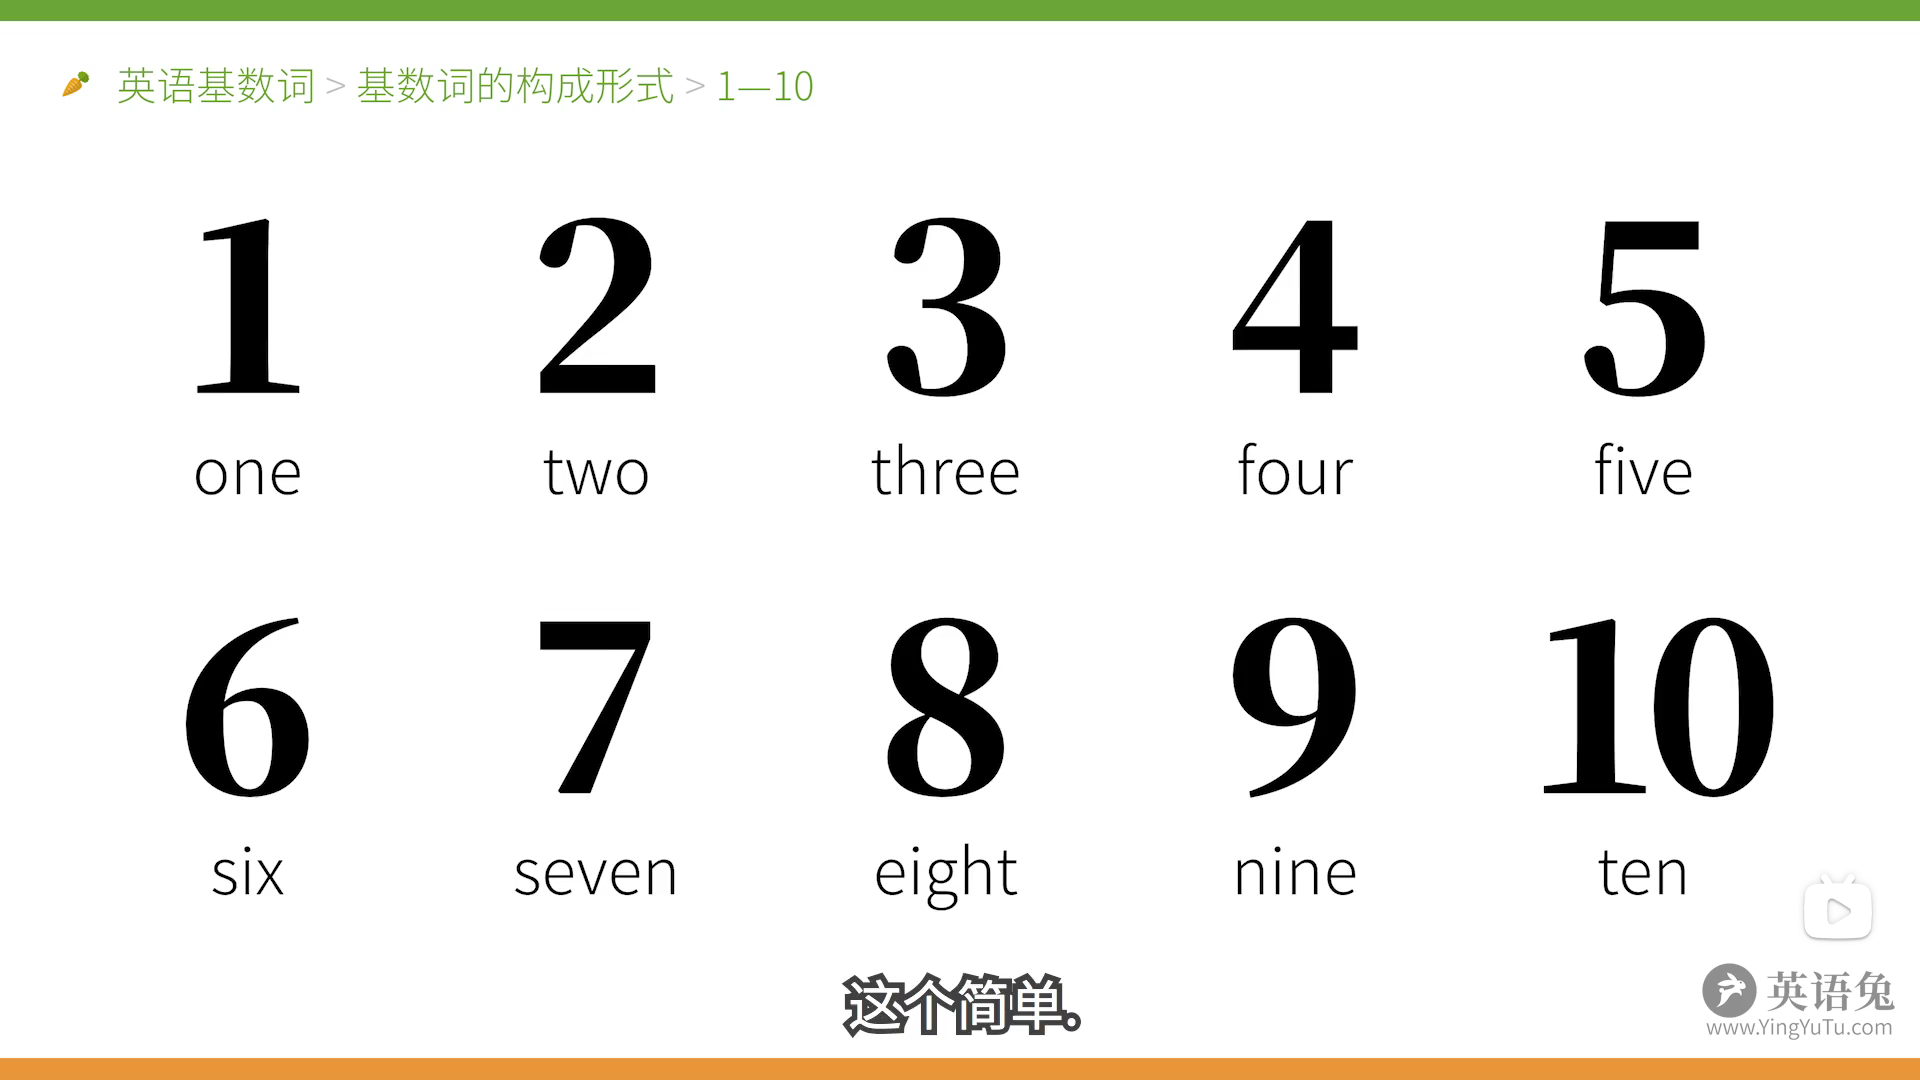 英语基数词 > 基数词的构成形式 > 1—10
1 2 3 4 5
one two three four five
6 7 8 9 10
six seven eight nine ten
这个简单。
英语兔
www.YingYuTu.com